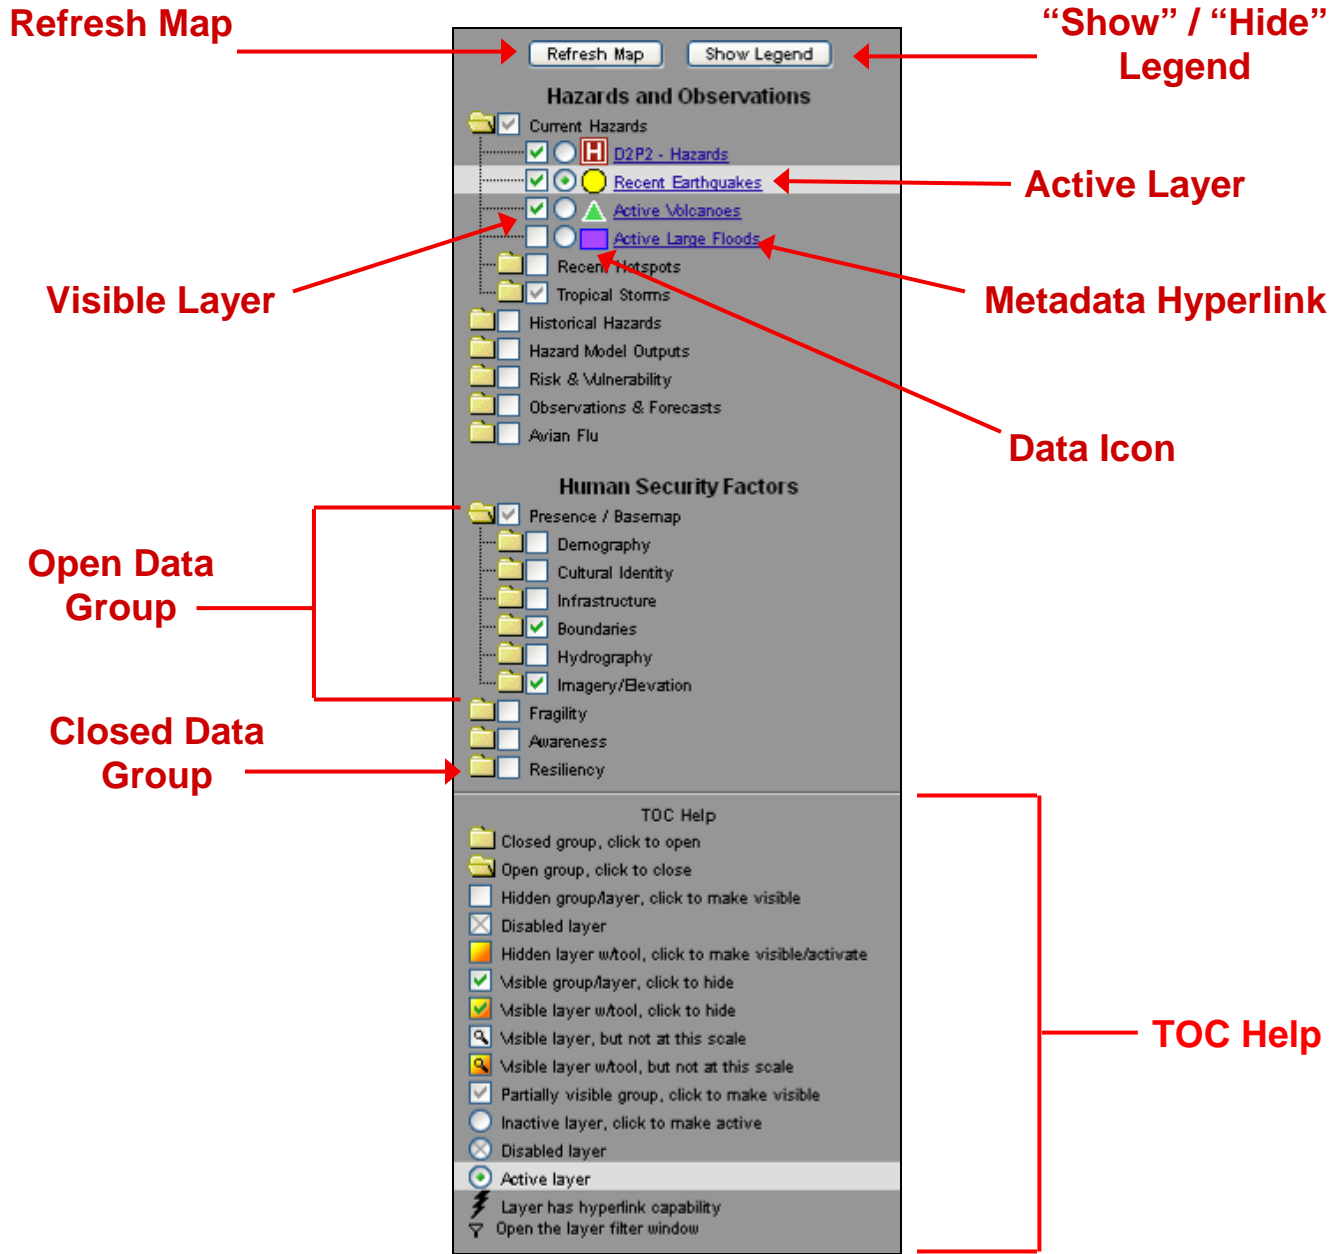 Refresh Map
“Show” / “Hide”
Legend
Refresh Map
Show Legend
Hazards and Observations
Current Hazards
H D2P2 - Hazards
Recent Earthquakes
Active Layer
Active Volcanoes
Active Large Floods
Recent Hotspots
Visible Layer
Tropical Storms
Metadata Hyperlink
Historical Hazards
Hazard Model Outputs
Risk & Vulnerability
Observations & Forecasts
Avian Flu
Data Icon
Human Security Factors
Presence / Basemap
Demography
Open Data
Group
Cultural Identity
Infrastructure
Boundaries
Hydrography
Imagery/Elevation
Fragility
Closed Data
Group
Awareness
Resiliency
TOC Help
Closed group, click to open
Open group, click to close
Hidden group/layer, click to make visible
Disabled layer
Hidden layer w/tool, click to make visible/activate
Visible group/layer, click to hide
Visible layer w/tool, click to hide
Visible layer, but not at this scale
TOC Help
Visible layer w/tool, but not at this scale
Partially visible group, click to make visible
Inactive layer, click to make active
Disabled layer
Active layer
Layer has hyperlink capability
Open the layer filter window